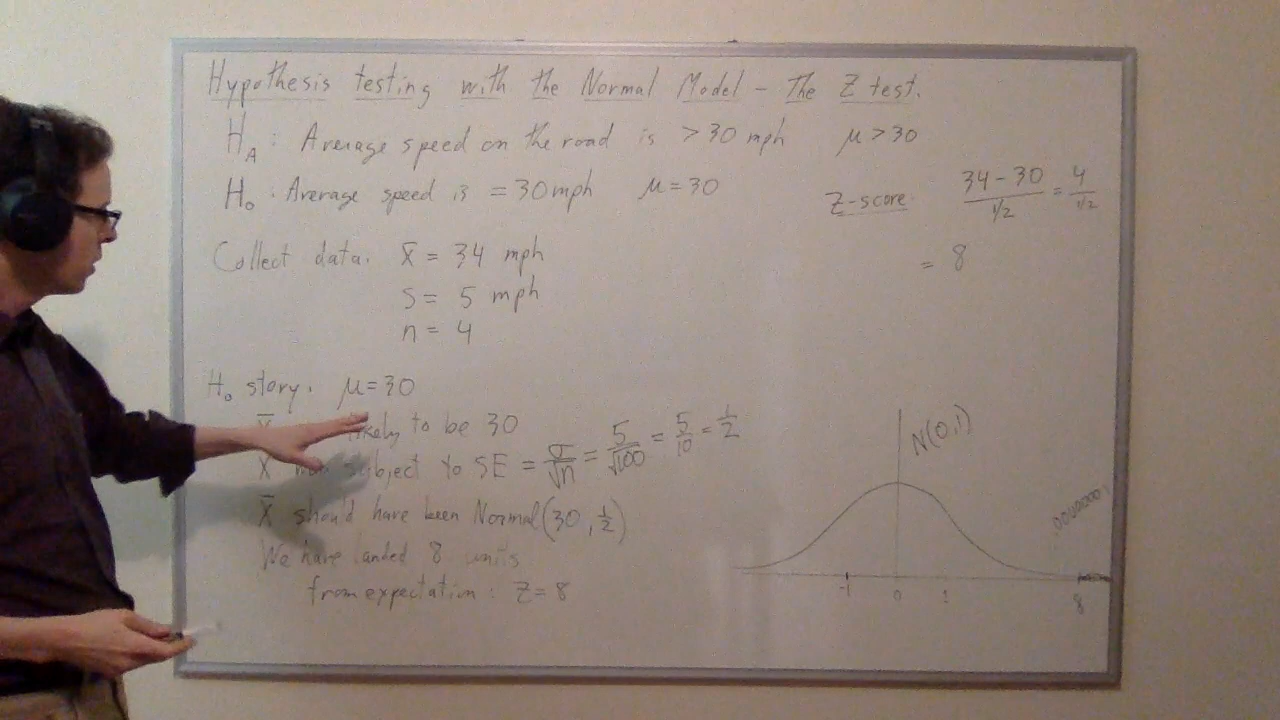 Hypothesis testing with the Normal Model – The Z test.
H_A : Average speed on the road is > 30 mph μ > 30
H_0 : Average speed is = 30 mph μ = 30
Z-score: (34 - 30)/(1/2) = 4/(1/2)
= 8
Collect data. x̄ = 34 mph
s = 5 mph
n = 4
H_0 story. μ = 30
likely to be 30
X̄ subject to SE = σ/√n = 5/√100 = 5/10 = 1/2
X̄ should have been Normal(30, 1/2)
We have landed 8 units
from expectation : Z = 8
N(0,1)
-1 0 1 8